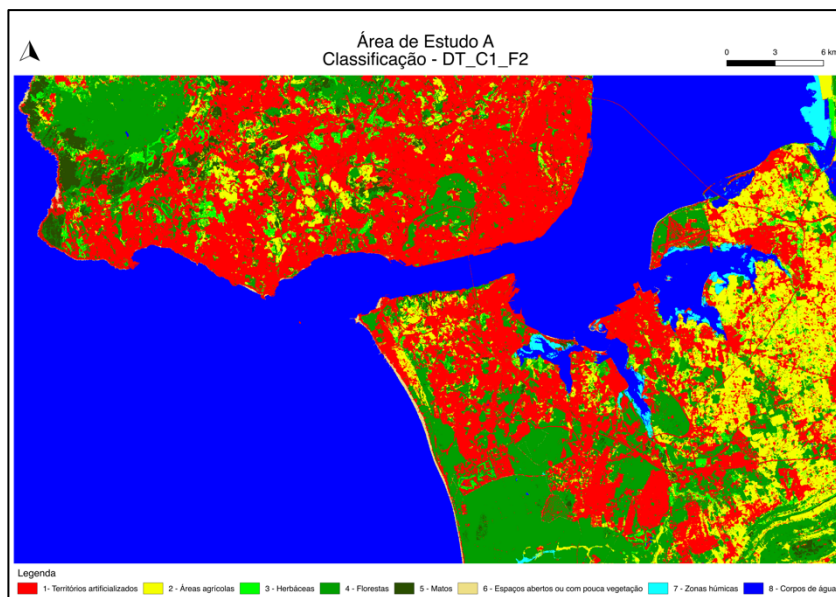 Área de Estudo A
Classificação - DT_C1_F2
0 3 6 km
Legenda
1- Territórios artificializados 2 - Áreas agrícolas 3 - Herbáceas 4 - Florestas 5 - Matos 6 - Espaços abertos ou com pouca vegetação 7 - Zonas húmicas 8 - Corpos de água